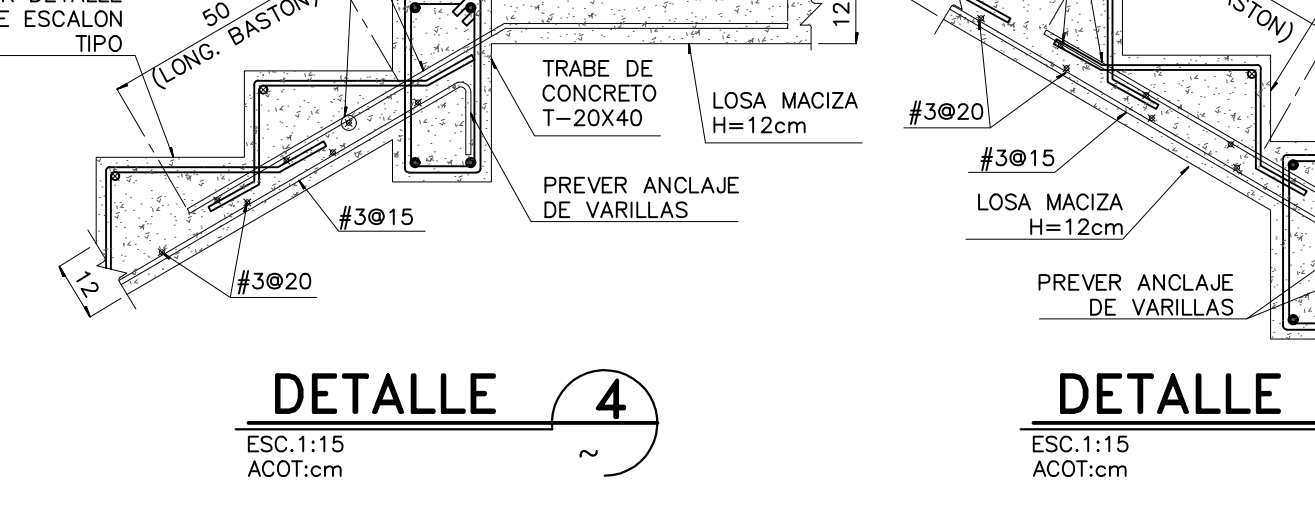 DETALLE
ESCALON
TIPO
50
(LONG. BASTON)
12
TRABE DE
CONCRETO
T-20X40
LOSA MACIZA
H=12cm
PREVER ANCLAJE
DE VARILLAS
#3@15
#3@20
12
#3@20
#3@15
LOSA MACIZA
H=12cm
PREVER ANCLAJE
DE VARILLAS
DETALLE
4
ESC.1:15
ACOT:cm
~
DETALLE
ESC.1:15
ACOT:cm